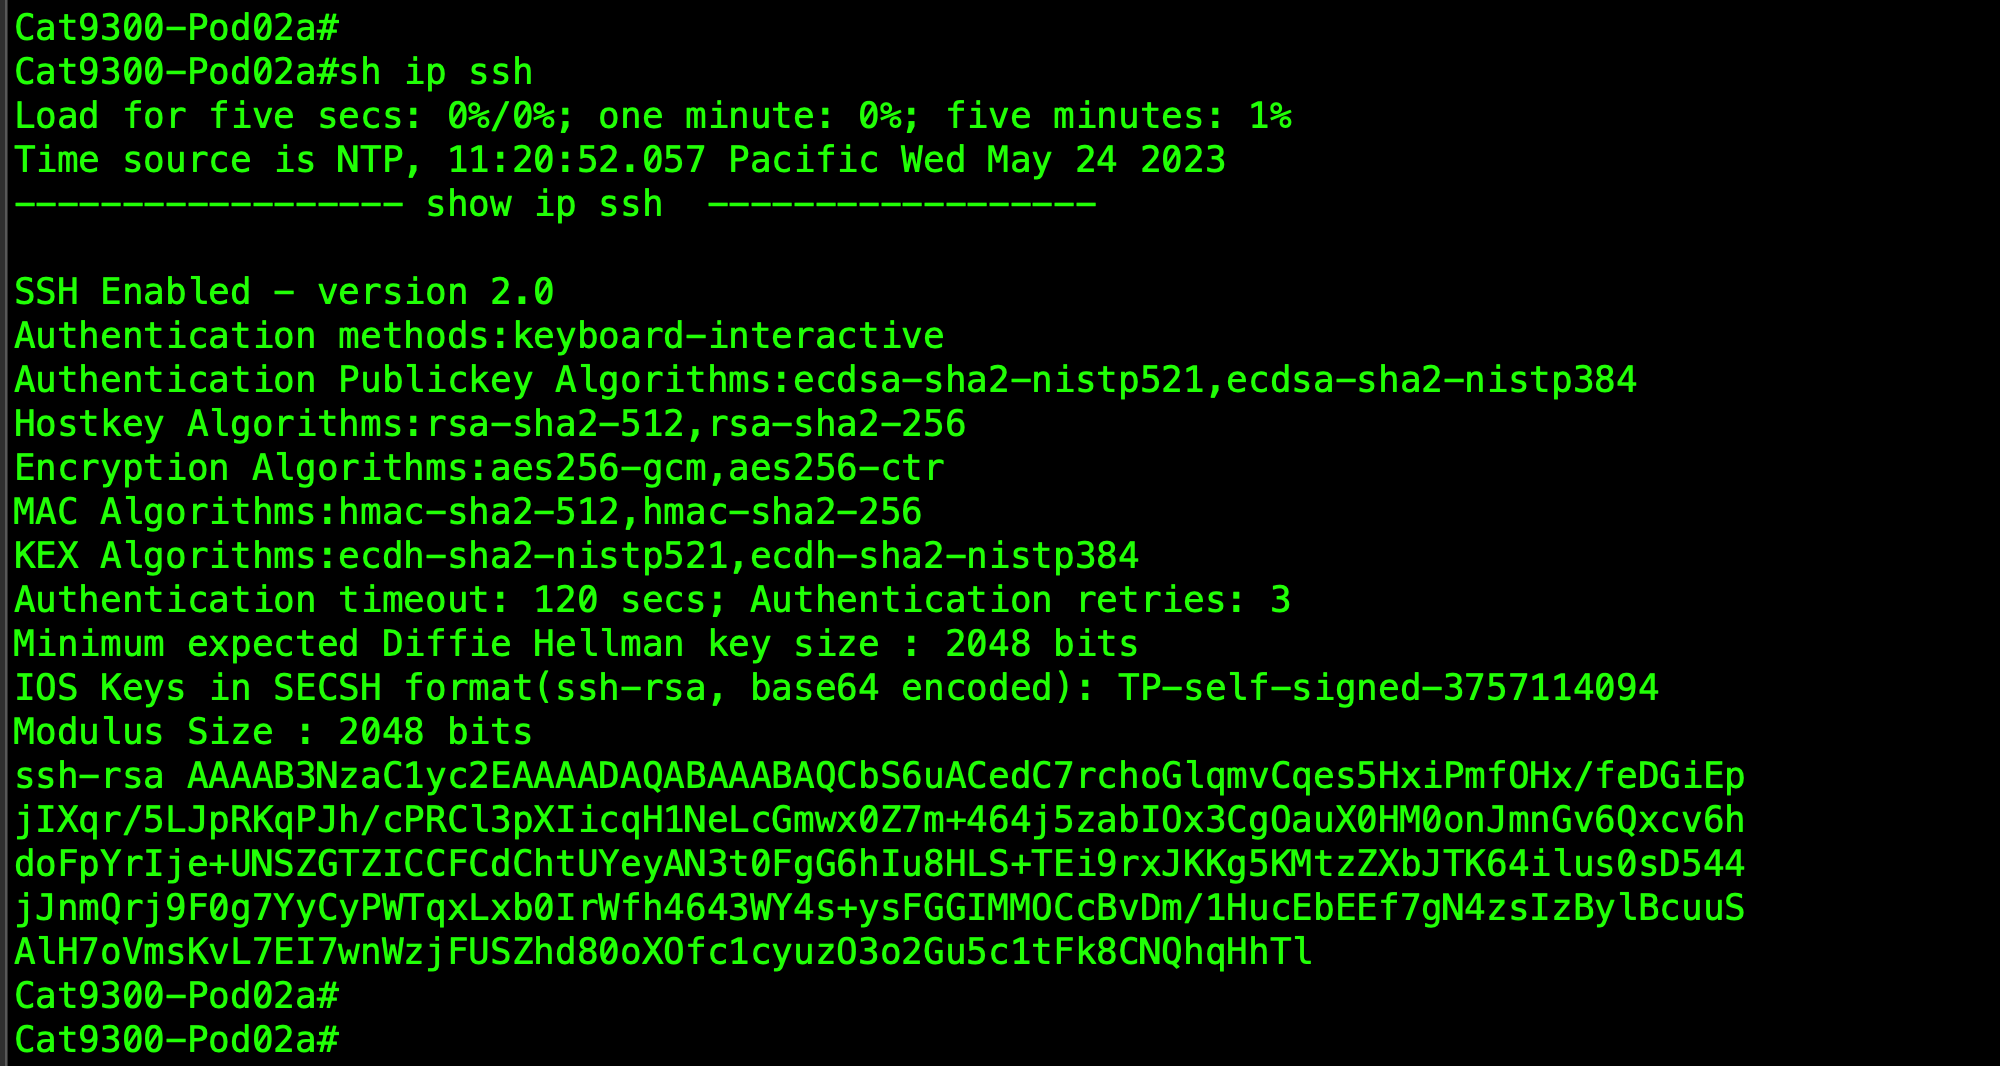 Cat9300-Pod02a#
Cat9300-Pod02a#sh ip ssh
Load for five secs: 0%/0%; one minute: 0%; five minutes: 1%
Time source is NTP, 11:20:52.057 Pacific Wed May 24 2023
------------------ show ip ssh  ------------------
SSH Enabled - version 2.0
Authentication methods:keyboard-interactive
Authentication Publickey Algorithms:ecdsa-sha2-nistp521,ecdsa-sha2-nistp384
Hostkey Algorithms:rsa-sha2-512,rsa-sha2-256
Encryption Algorithms:aes256-gcm,aes256-ctr
MAC Algorithms:hmac-sha2-512,hmac-sha2-256
KEX Algorithms:ecdh-sha2-nistp521,ecdh-sha2-nistp384
Authentication timeout: 120 secs; Authentication retries: 3
Minimum expected Diffie Hellman key size : 2048 bits
IOS Keys in SECSH format(ssh-rsa, base64 encoded): TP-self-signed-3757114094
Modulus Size : 2048 bits
ssh-rsa AAAAB3NzaC1yc2EAAAADAQABAAABAQCbS6uACedC7rchoGlqmvCqes5HxiPmfOHx/feDGiEp
jIXqr/5LJpRKqPJh/cPRCl3pXIicqH1NeLcGmwx0Z7m+464j5zabIOx3CgOauX0HM0onJmnGv6Qxcv6h
doFpYrIje+UNSZGTZICCFCdChtUYeyAN3t0FgG6hIu8HLS+TEi9rxJKKg5KMtzZXbJTK64ilus0sD544
jJnmQrj9F0g7YyCyPWTqxLxb0IrWfh4643WY4s+ysFGGIMMOCcBvDm/1HucEbEEf7gN4zsIzBylBcuuS
AlH7oVmsKvL7EI7wnWzjFUSZhd80oXOfc1cyuzO3o2Gu5c1tFk8CNQhqHhTl
Cat9300-Pod02a#
Cat9300-Pod02a#